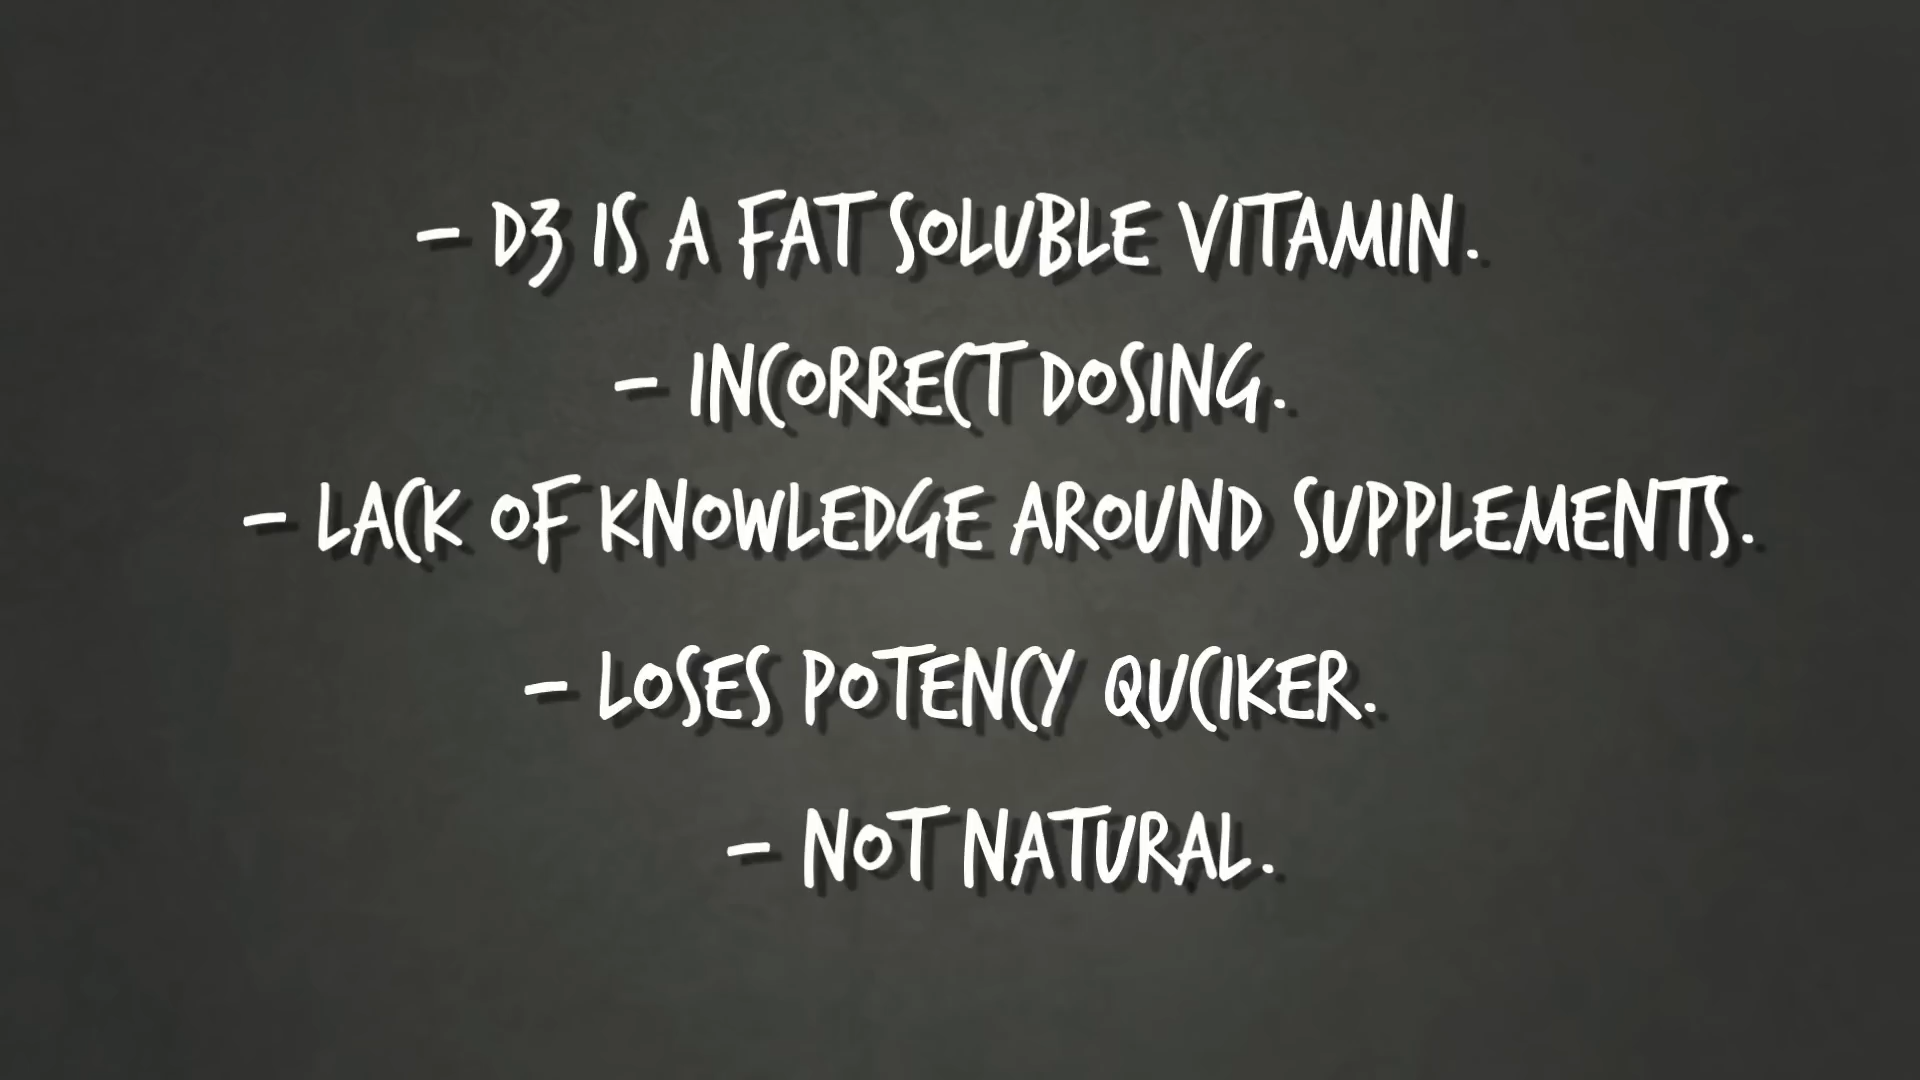 - D3 IS A FAT SOLUBLE VITAMIN.
- INCORRECT DOSING.
- LACK OF KNOWLEDGE AROUND SUPPLEMENTS.
- LOSES POTENCY QUCIKER.
- NOT NATURAL.